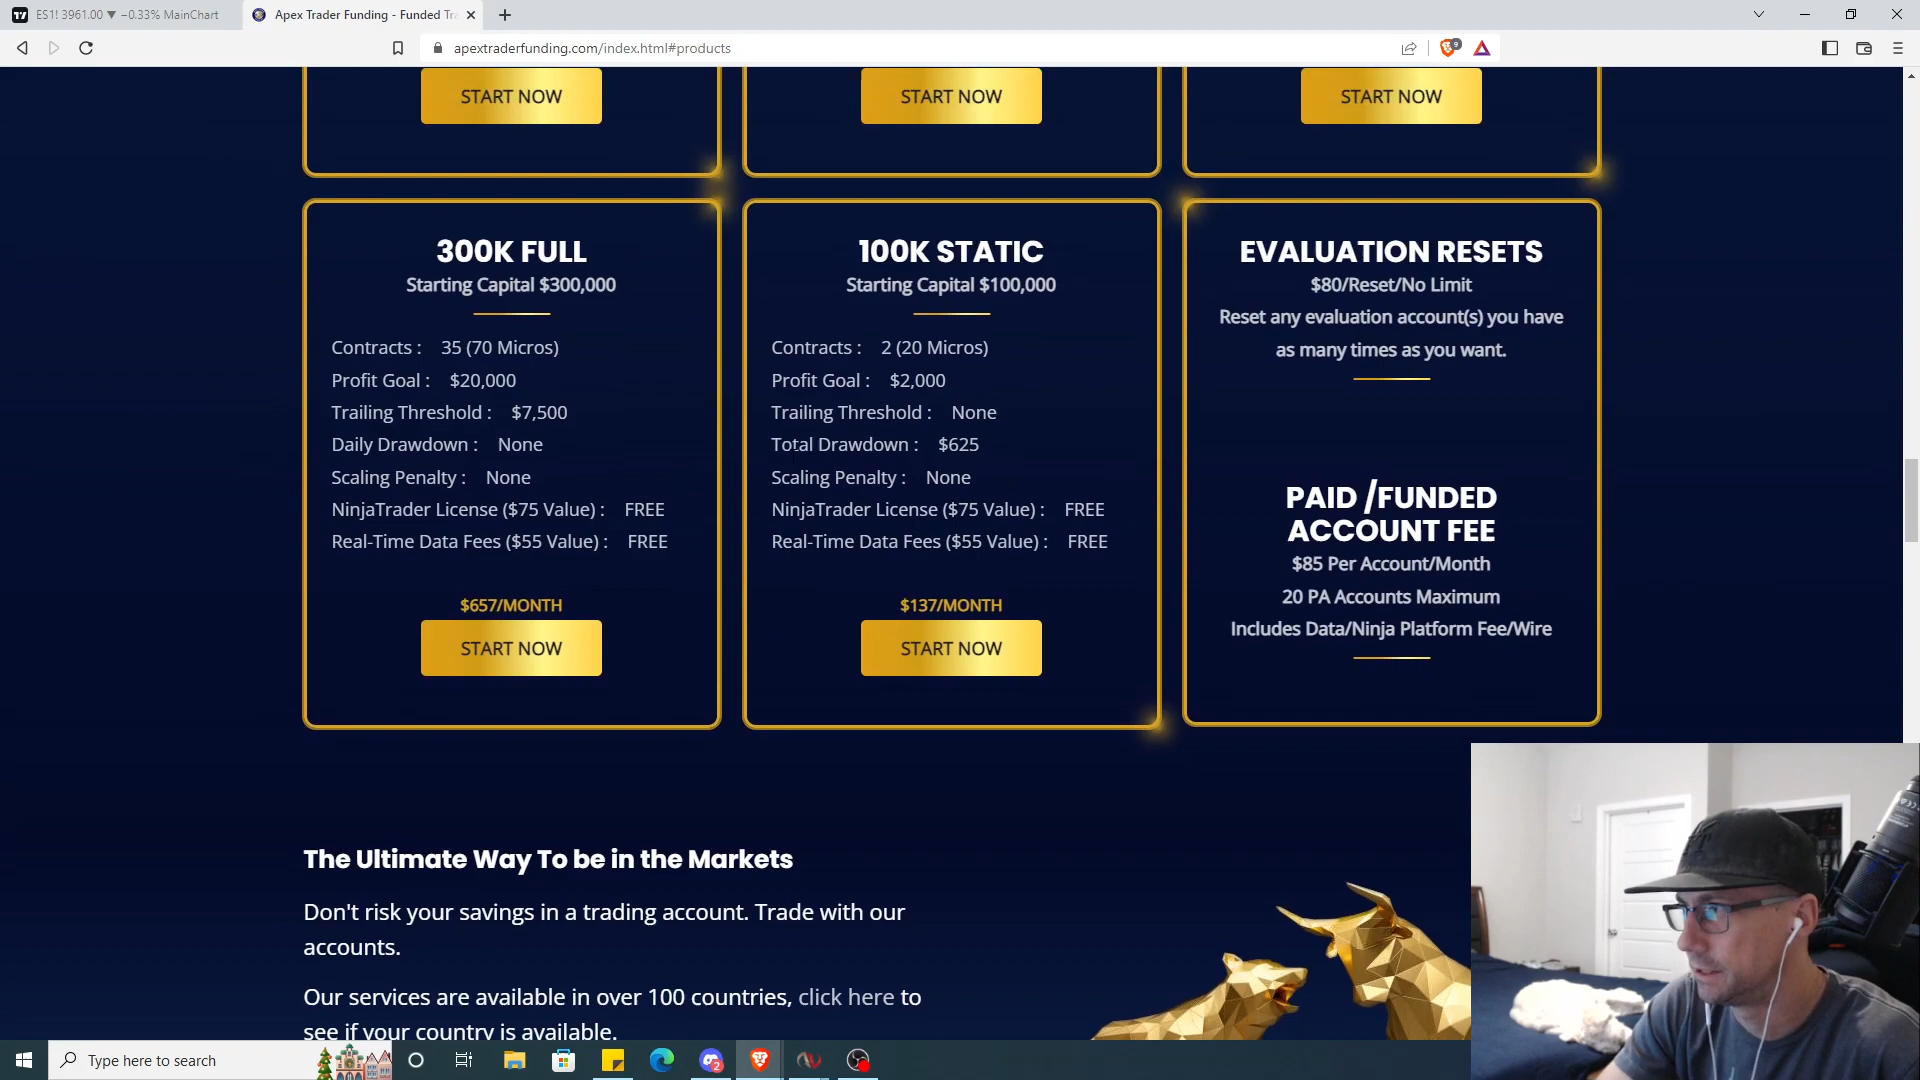 ES1! 3961.00 ▼ −0.33% MainChart
Apex Trader Funding - Funded Tr
apextraderfunding.com/index.html#products
9
START NOW
START NOW
START NOW
300K FULL
Starting Capital $300,000
Contracts : 35 (70 Micros)
Profit Goal : $20,000
Trailing Threshold : $7,500
Daily Drawdown : None
Scaling Penalty : None
NinjaTrader License ($75 Value) : FREE
Real-Time Data Fees ($55 Value) : FREE
$657/MONTH
START NOW
100K STATIC
Starting Capital $100,000
Contracts : 2 (20 Micros)
Profit Goal : $2,000
Trailing Threshold : None
Total Drawdown : $625
Scaling Penalty : None
NinjaTrader License ($75 Value) : FREE
Real-Time Data Fees ($55 Value) : FREE
$137/MONTH
START NOW
EVALUATION RESETS
$80/Reset/No Limit
Reset any evaluation account(s) you have
as many times as you want.
PAID /FUNDED
ACCOUNT FEE
$85 Per Account/Month
20 PA Accounts Maximum
Includes Data/Ninja Platform Fee/Wire
The Ultimate Way To be in the Markets
Don't risk your savings in a trading account. Trade with our
accounts.
Our services are available in over 100 countries, click here to
see if your country is available.
Type here to search
2